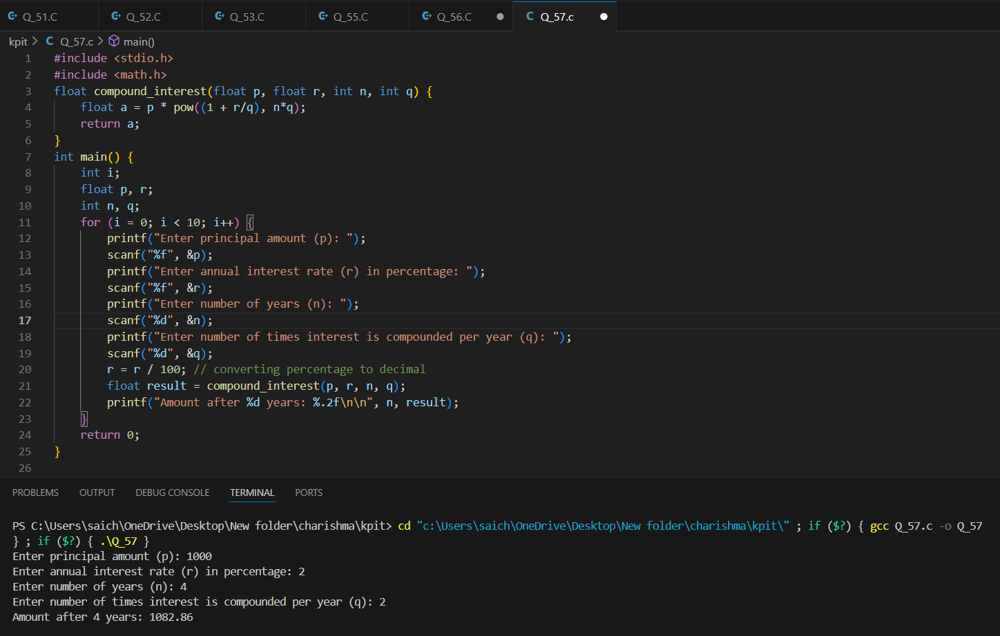 Q_51.C Q_52.C Q_53.C Q_55.C Q_56.C Q_57.c
kpit > C Q_57.c > main()
1 #include <stdio.h>
2 #include <math.h>
3 float compound_interest(float p, float r, int n, int q) {
4 float a = p * pow((1 + r/q), n*q);
5 return a;
6 }
7 int main() {
8 int i;
9 float p, r;
10 int n, q;
11 for (i = 0; i < 10; i++) {
12 printf("Enter principal amount (p): ");
13 scanf("%f", &p);
14 printf("Enter annual interest rate (r) in percentage: ");
15 scanf("%f", &r);
16 printf("Enter number of years (n): ");
17 scanf("%d", &n);
18 printf("Enter number of times interest is compounded per year (q): ");
19 scanf("%d", &q);
20 r = r / 100; // converting percentage to decimal
21 float result = compound_interest(p, r, n, q);
22 printf("Amount after %d years: %.2f\n\n", n, result);
23 }
24 return 0;
25 }
26
PROBLEMS OUTPUT DEBUG CONSOLE TERMINAL PORTS
PS C:\Users\saich\OneDrive\Desktop\New folder\charishma\kpit> cd "c:\Users\saich\OneDrive\Desktop\New folder\charishma\kpit\" ; if ($?) { gcc Q_57.c -o Q_57
} ; if ($?) { .\Q_57 }
Enter principal amount (p): 1000
Enter annual interest rate (r) in percentage: 2
Enter number of years (n): 4
Enter number of times interest is compounded per year (q): 2
Amount after 4 years: 1082.86